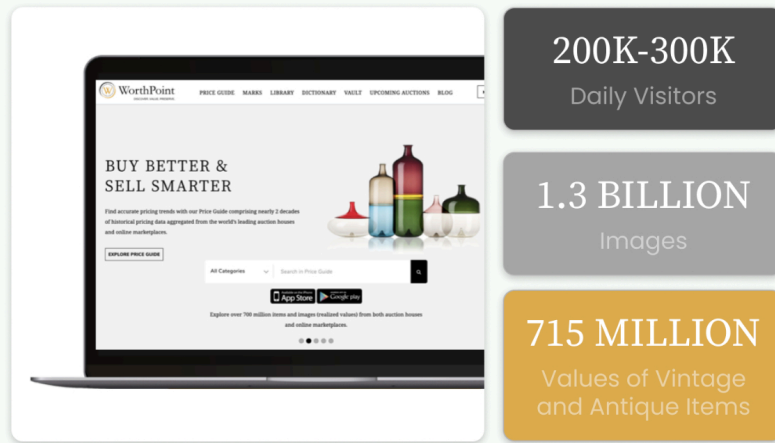 WorthPoint
PRICE GUIDE MARKS LIBRARY DICTIONARY VAULT UPCOMING AUCTIONS BLOG
BUY BETTER &
SELL SMARTER
Find accurate pricing trends with our Price Guide comprising nearly 2 decades
of historical pricing data aggregated from the world's leading auction houses
and online marketplaces.
EXPLORE PRICE GUIDE
All Categories Search in Price Guide
App Store Google play
Explore over 700 million items and images (realized values) from both auction houses
and online marketplaces.
200K-300K
Daily Visitors
1.3 BILLION
Images
715 MILLION
Values of Vintage
and Antique Items